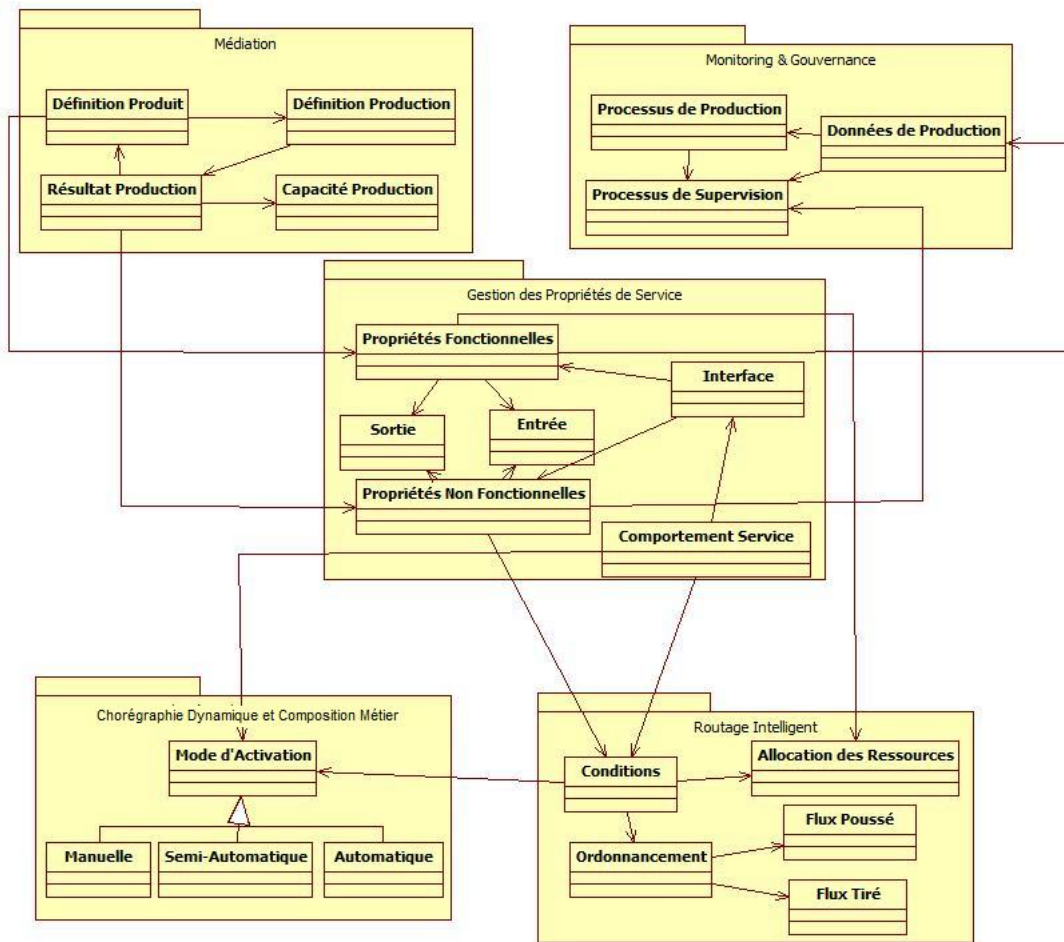 Médiation
Définition Produit
Définition Production
Résultat Production
Capacité Production
Monitoring & Gouvernance
Processus de Production
Données de Production
Processus de Supervision
Gestion des Propriétés de Service
Propriétés Fonctionnelles
Interface
Sortie
Entrée
Propriétés Non Fonctionnelles
Comportement Service
Chorégraphie Dynamique et Composition Métier
Mode d'Activation
Manuelle
Semi-Automatique
Automatique
Routage Intelligent
Conditions
Allocation des Ressources
Ordonnancement
Flux Poussé
Flux Tiré